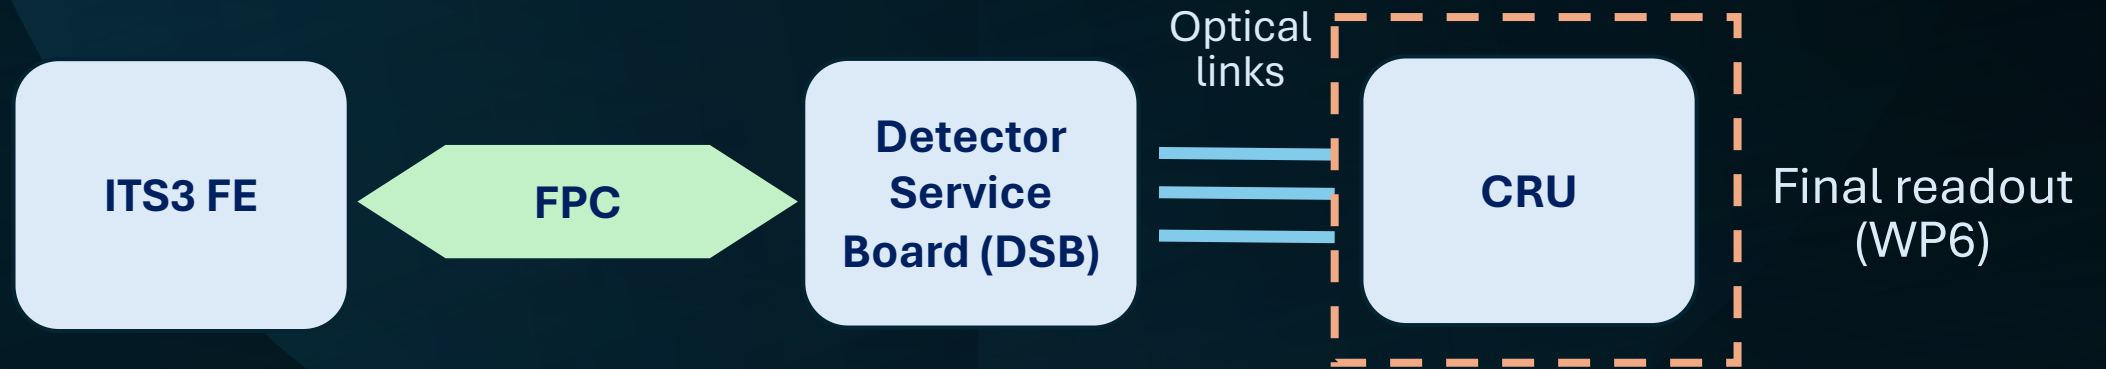 ITS3 FE
FPC
Detector
Service
Board (DSB)
Optical
links
CRU
Final readout
(WP6)